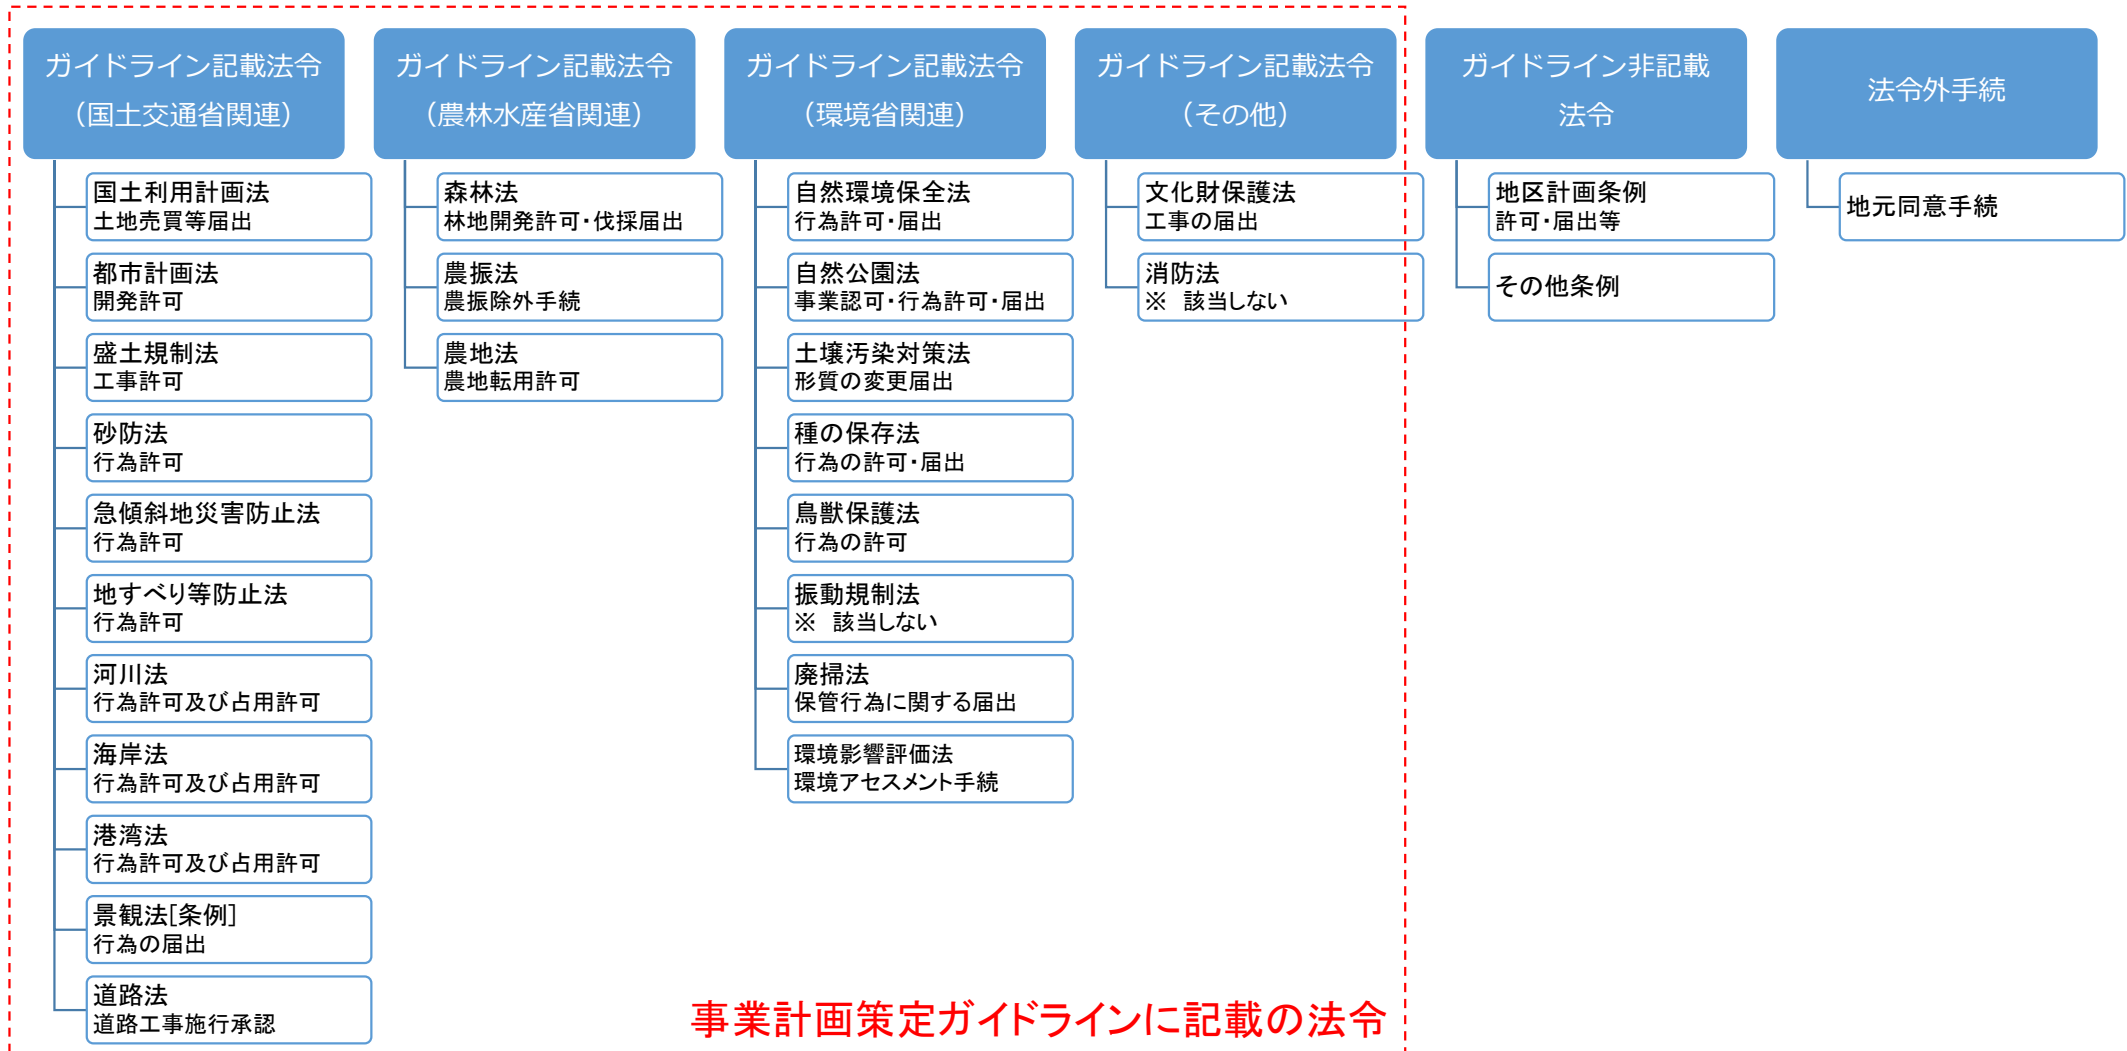 ガイドライン記載法令
（国土交通省関連）
国土利用計画法
土地売買等届出
都市計画法
開発許可
盛土規制法
工事許可
砂防法
行為許可
急傾斜地災害防止法
行為許可
地すべり等防止法
行為許可
河川法
行為許可及び占用許可
海岸法
行為許可及び占用許可
港湾法
行為許可及び占用許可
景観法[条例]
行為の届出
道路法
道路工事施行承認
ガイドライン記載法令
（農林水産省関連）
森林法
林地開発許可・伐採届出
農振法
農振除外手続
農地法
農地転用許可
ガイドライン記載法令
（環境省関連）
自然環境保全法
行為許可・届出
自然公園法
事業認可・行為許可・届出
土壌汚染対策法
形質の変更届出
種の保存法
行為の許可・届出
鳥獣保護法
行為の許可
振動規制法
※　該当しない
廃掃法
保管行為に関する届出
環境影響評価法
環境アセスメント手続
ガイドライン記載法令
（その他）
文化財保護法
工事の届出
消防法
※　該当しない
ガイドライン非記載
法令
地区計画条例
許可・届出等
その他条例
法令外手続
地元同意手続
事業計画策定ガイドラインに記載の法令